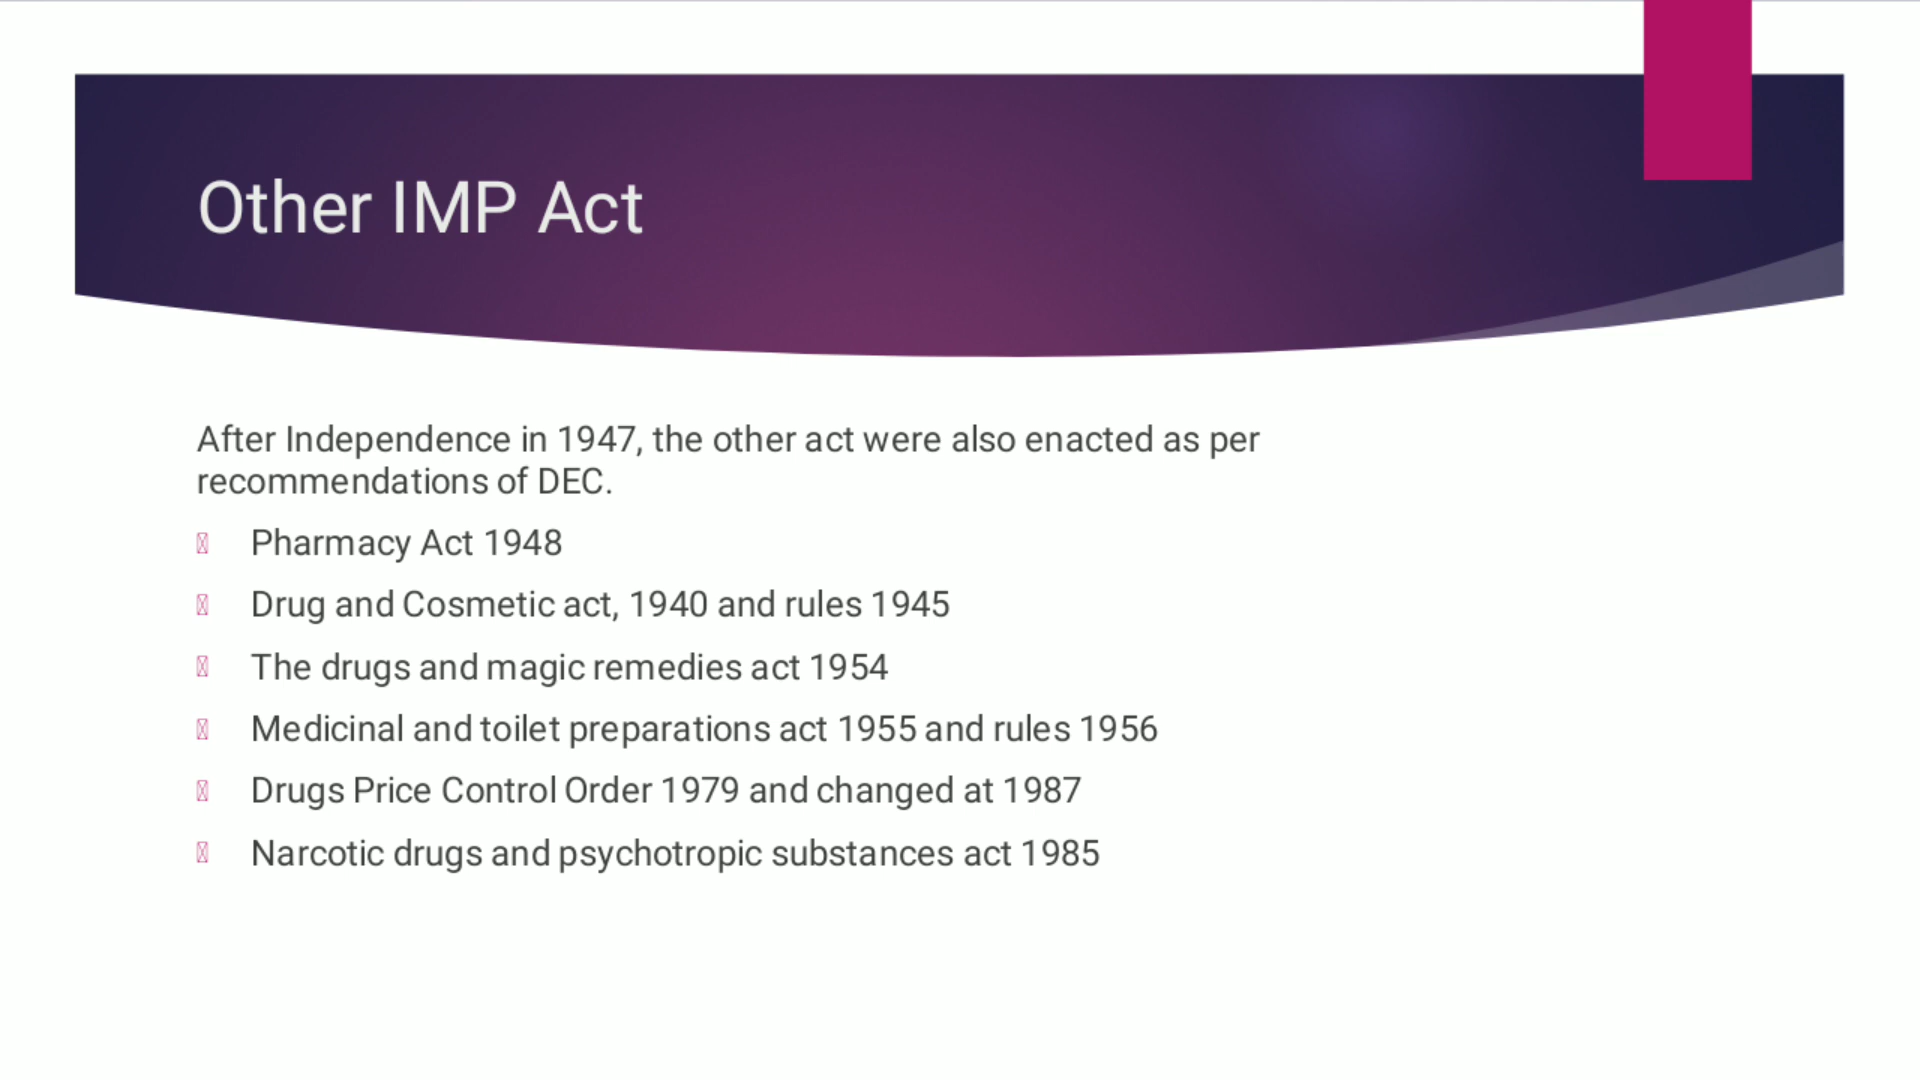 Other IMP Act
After Independence in 1947, the other act were also enacted as per
recommendations of DEC.
Pharmacy Act 1948
Drug and Cosmetic act, 1940 and rules 1945
The drugs and magic remedies act 1954
Medicinal and toilet preparations act 1955 and rules 1956
Drugs Price Control Order 1979 and changed at 1987
Narcotic drugs and psychotropic substances act 1985